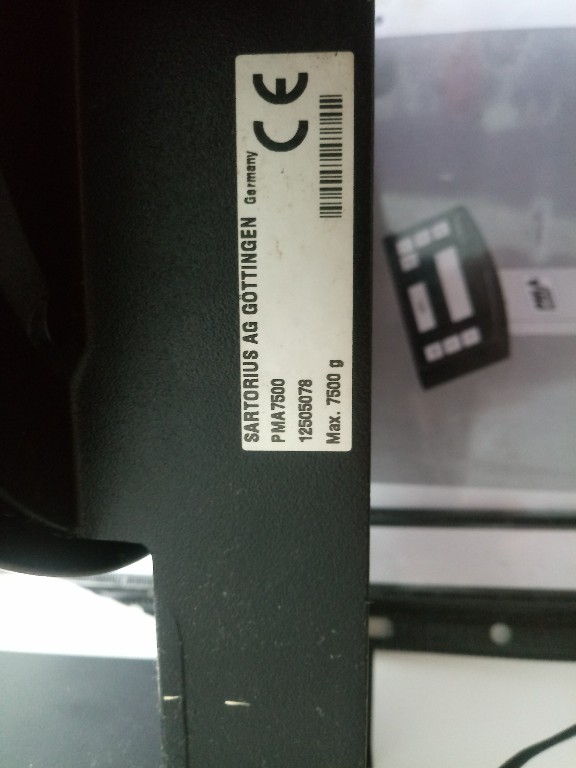 SARTORIUS AG GÖTTINGEN Germany
PMA7500
12505078
Max. 7500 g
CE